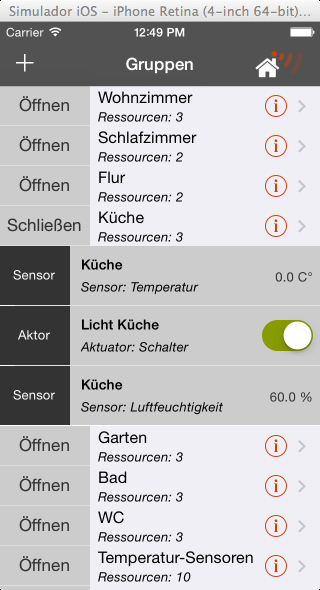 Simulador iOS - iPhone Retina (4-inch 64-bit)...
Carrier 12:49 PM
+ Gruppen
Öffnen Wohnzimmer i
Ressourcen: 3
Öffnen Schlafzimmer i
Ressourcen: 2
Öffnen Flur i
Ressourcen: 2
Schließen Küche i
Ressourcen: 3
Sensor Küche 0.0 C°
Sensor: Temperatur
Aktor Licht Küche
Aktuator: Schalter
Sensor Küche 60.0 %
Sensor: Luftfeuchtigkeit
Öffnen Garten i
Ressourcen: 3
Öffnen Bad i
Ressourcen: 3
Öffnen WC i
Ressourcen: 3
Öffnen Temperatur-Sensoren i
Ressourcen: 10